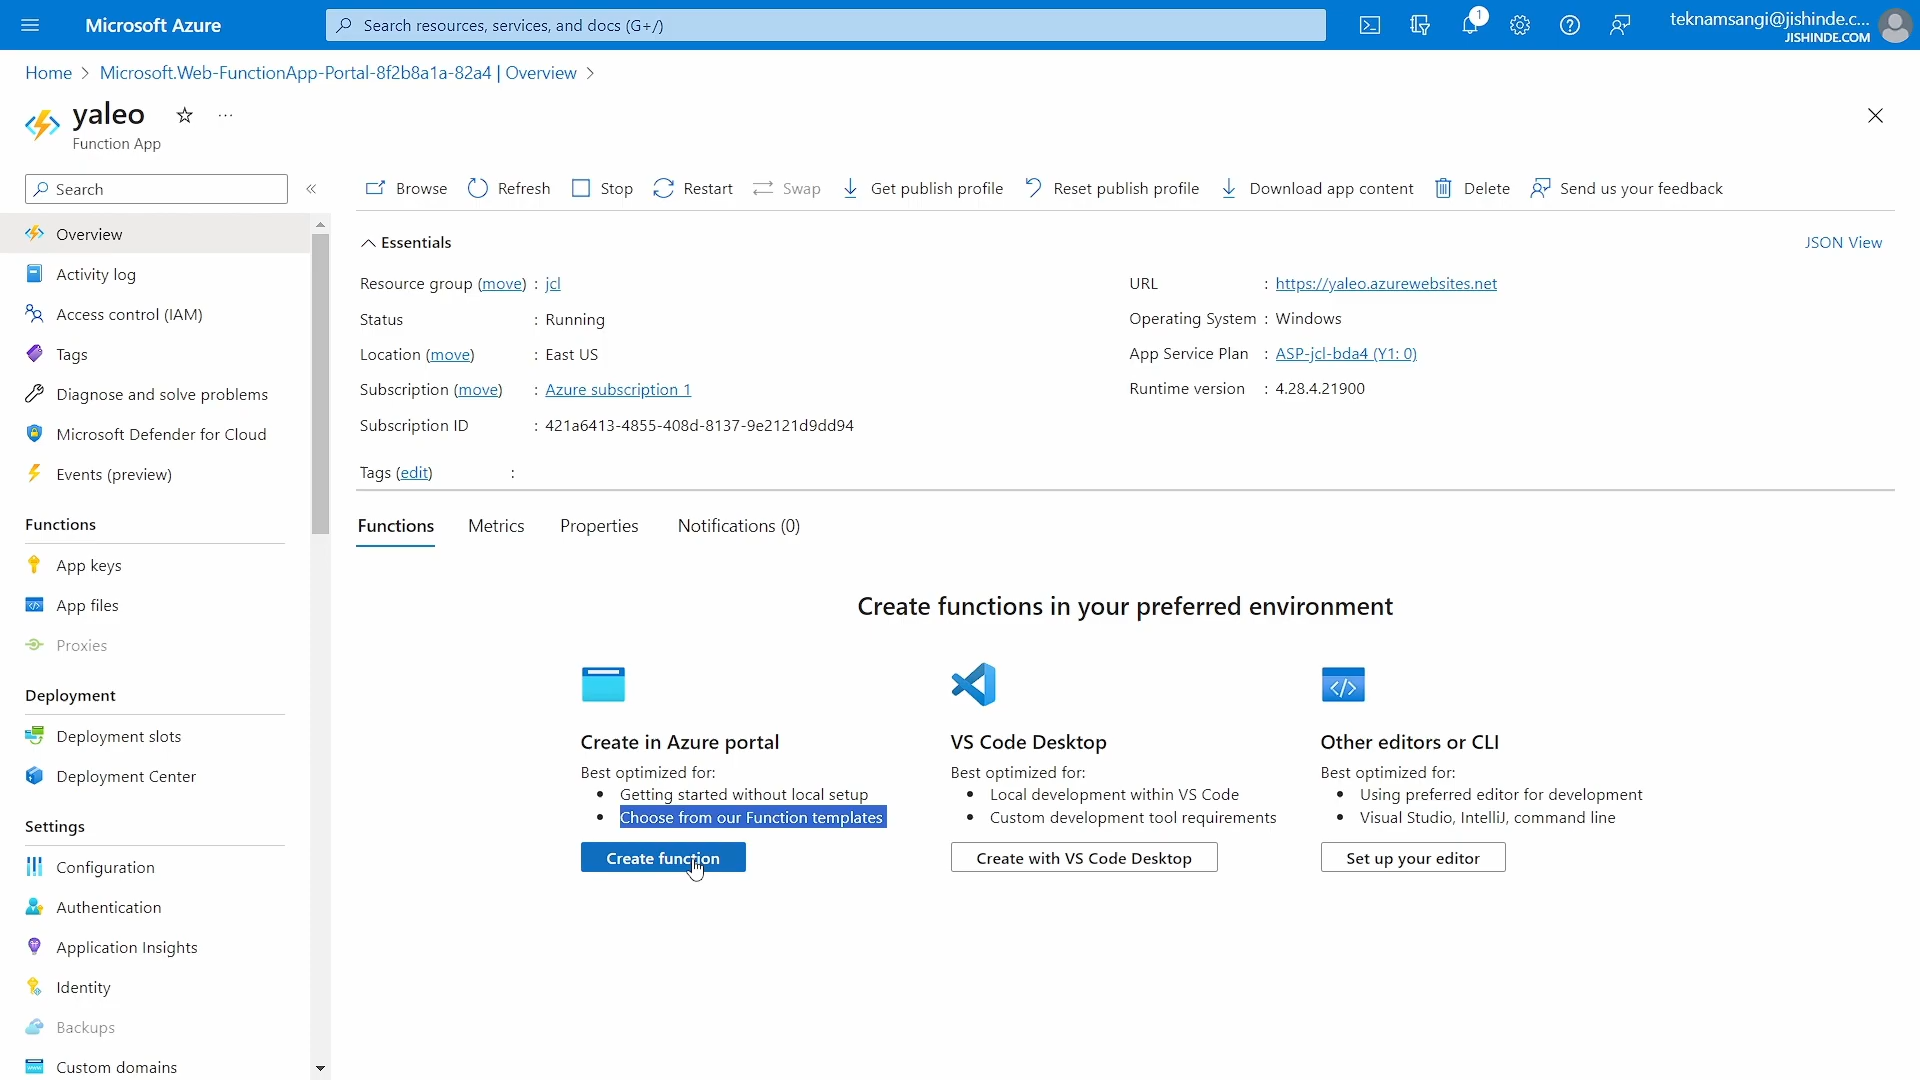 Microsoft Azure
Search resources, services, and docs (G+/)
1
teknamsangi@jishinde.c...
JISHINDE.COM
Home > Microsoft.Web-FunctionApp-Portal-8f2b8a1a-82a4 | Overview >
yaleo
Function App
Search
Browse Refresh Stop Restart Swap Get publish profile Reset publish profile Download app content Delete Send us your feedback
Overview
Activity log
Access control (IAM)
Tags
Diagnose and solve problems
Microsoft Defender for Cloud
Events (preview)
Functions
App keys
App files
Proxies
Deployment
Deployment slots
Deployment Center
Settings
Configuration
Authentication
Application Insights
Identity
Backups
Custom domains
Essentials
JSON View
Resource group (move) : jcl
Status : Running
Location (move) : East US
Subscription (move) : Azure subscription 1
Subscription ID : 421a6413-4855-408d-8137-9e2121d9dd94
Tags (edit) :
URL : https://yaleo.azurewebsites.net
Operating System : Windows
App Service Plan : ASP-jcl-bda4 (Y1: 0)
Runtime version : 4.28.4.21900
Functions Metrics Properties Notifications (0)
Create functions in your preferred environment
Create in Azure portal
Best optimized for:
• Getting started without local setup
• Choose from our Function templates
Create function
VS Code Desktop
Best optimized for:
• Local development within VS Code
• Custom development tool requirements
Create with VS Code Desktop
Other editors or CLI
Best optimized for:
• Using preferred editor for development
• Visual Studio, IntelliJ, command line
Set up your editor